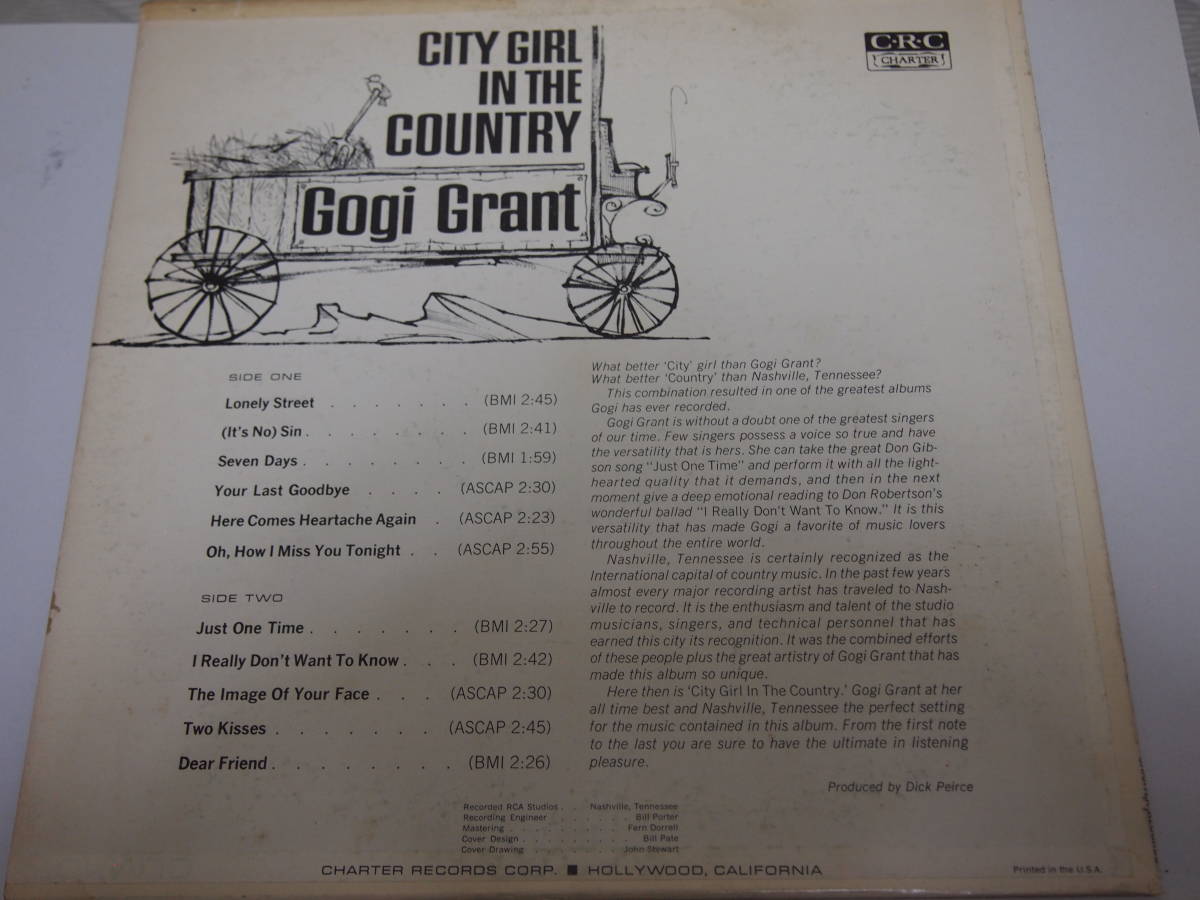 CITY GIRL
IN THE
COUNTRY
Gogi Grant
C·R·C
CHARTER
SIDE ONE
Lonely Street . . . . . . . (BMI 2:45)
(It's No) Sin . . . . . . . . (BMI 2:41)
Seven Days . . . . . . . . (BMI 1:59)
Your Last Goodbye . . . . (ASCAP 2:30)
Here Comes Heartache Again . (ASCAP 2:23)
Oh, How I Miss You Tonight . . (ASCAP 2:55)
SIDE TWO
Just One Time . . . . . . . (BMI 2:27)
I Really Don't Want To Know . . . (BMI 2:42)
The Image Of Your Face . . . (ASCAP 2:30)
Two Kisses . . . . . . . (ASCAP 2:45)
Dear Friend . . . . . . . . (BMI 2:26)
What better 'City' girl than Gogi Grant?
What better 'Country' than Nashville, Tennessee?
This combination resulted in one of the greatest albums
Gogi has ever recorded.
Gogi Grant is without a doubt one of the greatest singers
of our time. Few singers possess a voice so true and have
the versatility that is hers. She can take the great Don Gib-
son song "Just One Time" and perform it with all the light-
hearted quality that it demands, and then in the next
moment give a deep emotional reading to Don Robertson's
wonderful ballad "I Really Don't Want To Know." It is this
versatility that has made Gogi a favorite of music lovers
throughout the entire world.
Nashville, Tennessee is certainly recognized as the
International capital of country music. In the past few years
almost every major recording artist has traveled to Nash-
ville to record. It is the enthusiasm and talent of the studio
musicians, singers, and technical personnel that has
earned this city its recognition. It was the combined efforts
of these people plus the great artistry of Gogi Grant that has
made this album so unique.
Here then is 'City Girl In The Country.' Gogi Grant at her
all time best and Nashville, Tennessee the perfect setting
for the music contained in this album. From the first note
to the last you are sure to have the ultimate in listening
pleasure.
Produced by Dick Peirce
Recorded RCA Studios . . Nashville, Tennessee
Recording Engineer . . . . . . Bill Porter
Mastering . . . . . . . . . Fern Dorrell
Cover Design . . . . . . . . . Bill Pate
Cover Drawing . . . . . . . John Stewart
CHARTER RECORDS CORP. ■ HOLLYWOOD, CALIFORNIA
Printed in the U.S.A.